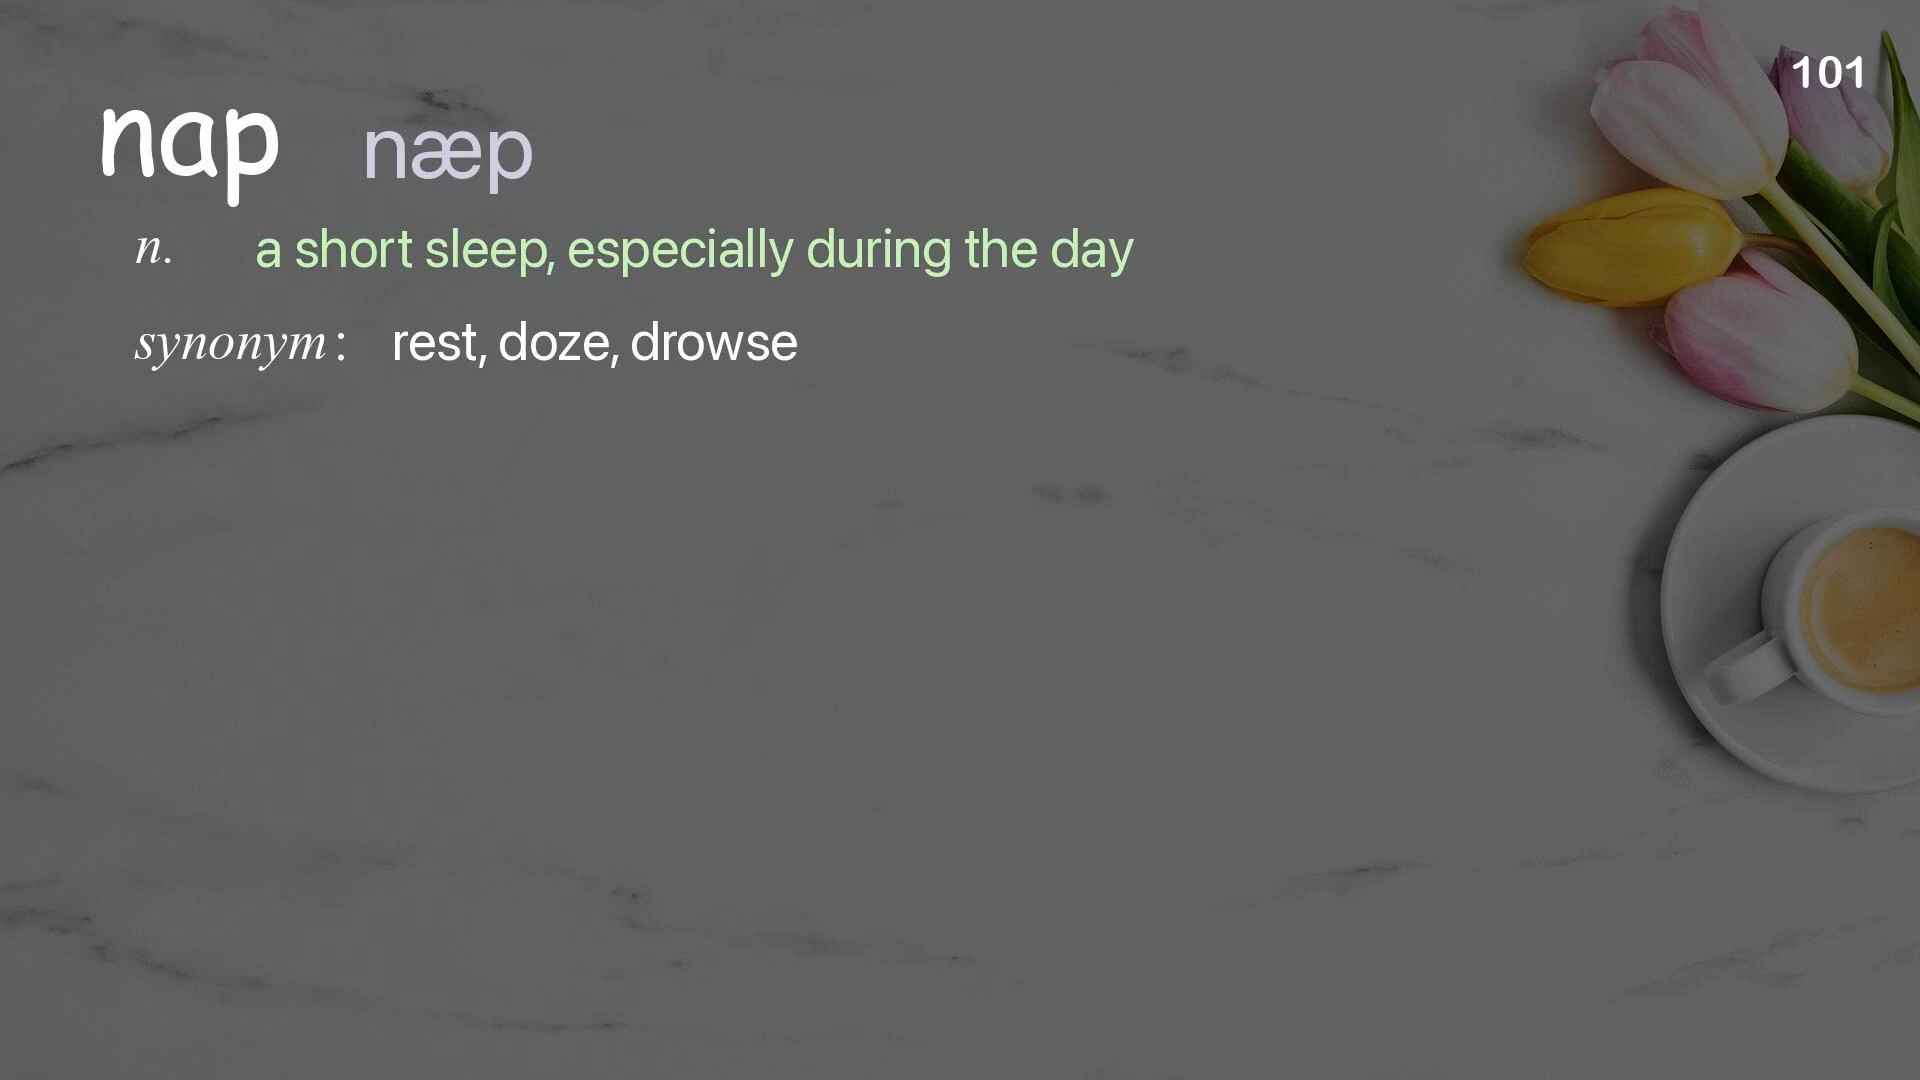 101
nap næp
n. a short sleep, especially during the day
synonym : rest, doze, drowse